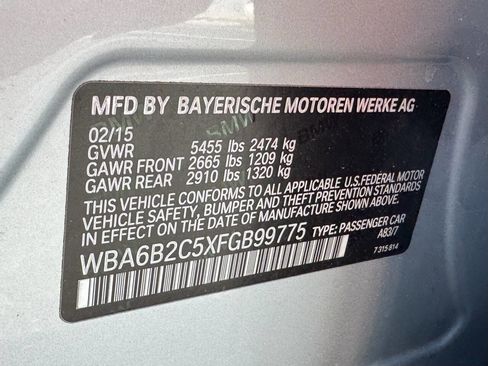 MFD BY BAYERISCHE MOTOREN WERKE AG
02/15
GVWR 5455 lbs 2474 kg
GAWR FRONT 2665 lbs 1209 kg
GAWR REAR 2910 lbs 1320 kg
THIS VEHICLE CONFORMS TO ALL APPLICABLE U.S. FEDERAL MOTOR
VEHICLE SAFETY, BUMPER AND THEFT PREVENTION STANDARDS
IN EFFECT ON THE DATE OF MANUFACTURE SHOWN ABOVE.
WBA6B2C5XFGB99775 TYPE: PASSENGER CAR
A83/7
7 315 814